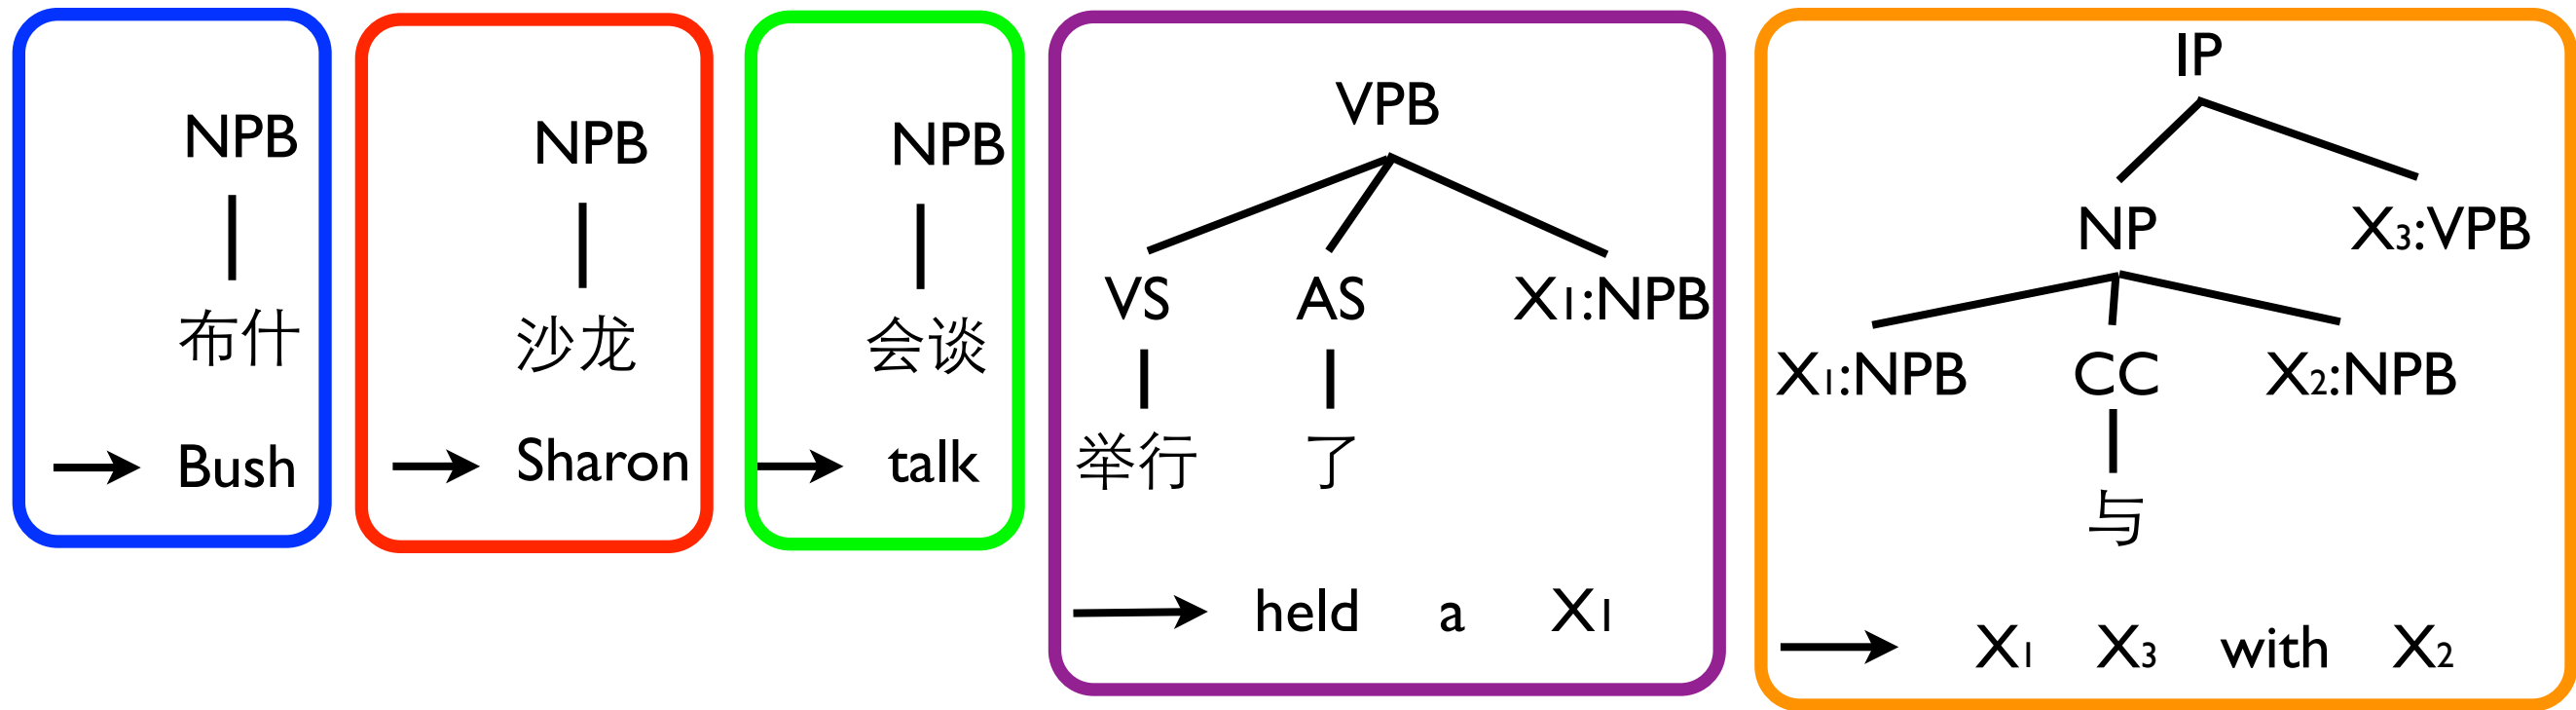 NPB
布什
→ Bush
NPB
沙龙
→ Sharon
NPB
会谈
→ talk
VPB
VS AS X1:NPB
举行 了
→ held a X1
IP
NP X3:VPB
X1:NPB CC X2:NPB
与
→ X1 X3 with X2